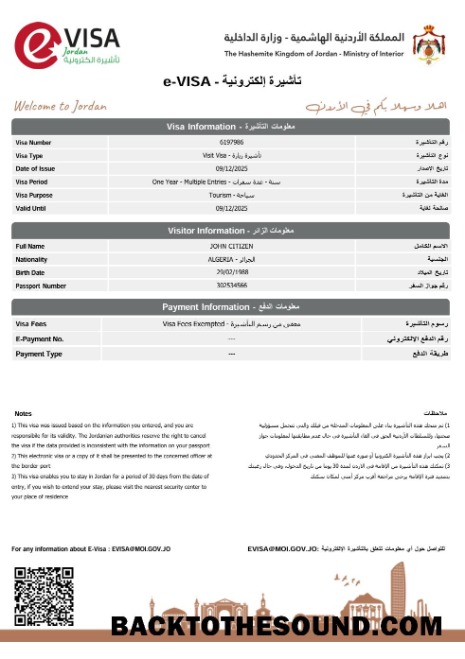 e VISA
Jordan
تأشيرة الكترونية
المملكة الأردنية الهاشمية - وزارة الداخلية
The Hashemite Kingdom of Jordan - Ministry of Interior
e-VISA - تأشيرة إلكترونية
Welcome to Jordan
اهلا وسهلا بكم في الأردن
Visa Information - معلومات التأشيرة
Visa Number 6197986 رقم التأشيرة
Visa Type Visit Visa - تأشيرة زيارة نوع التأشيرة
Date of Issue 09/12/2025 تاريخ الاصدار
Visa Period One Year - Multiple Entries - سنة - عدة سفرات مدة التأشيرة
Visa Purpose Tourism - سياحة الغاية من التأشيرة
Valid Until 09/12/2025 صالحة لغاية
Visitor Information - معلومات الزائر
Full Name JOHN CITIZEN الاسم الكامل
Nationality ALGERIA - الجزائر الجنسية
Birth Date 29/02/1988 تاريخ الميلاد
Passport Number 302534566 رقم جواز السفر
Payment Information - معلومات الدفع
Visa Fees Visa Fees Exempted - معفى من رسم التأشيرة رسوم التأشيرة
E-Payment No. --- رقم الدفع الإلكتروني
Payment Type --- طريقة الدفع
Notes
1) This visa was issued based on the information you entered, and you are
responsible for its validity. The Jordanian authorities reserve the right to cancel
the visa if the data provided is inconsistent with the information on your passport
2) This electronic visa or a copy of it shall be presented to the concerned officer at
the border port
3) This visa enables you to stay in Jordan for a period of 30 days from the date of
entry, if you wish to extend your stay, please visit the nearest security center to
your place of residence
ملاحظات
1) تم منحك هذه التأشيرة بناء على المعلومات المدخلة من قبلك والتي تتحمل مسؤولية
صحتها، وللسلطات الأردنية الحق في الغاء التأشيرة في حال عدم مطابقتها لمعلومات جواز
السفر
2) يجب ابراز هذه التأشيرة الكترونيا أو صورة عنها للموظف المعني في المركز الحدودي
3) تمكنك هذه التأشيرة من الإقامة في الاردن لمدة 30 يوما من تاريخ الدخول، وفي حال رغبتك
بتمديد فترة الإقامة يرجى مراجعة أقرب مركز أمني لمكان سكنك
For any information about E-Visa : EVISA@MOI.GOV.JO
للتواصل حول أي معلومات تتعلق بالتأشيرة الإلكترونية :EVISA@MOI.GOV.JO
BACKTOTHESOUND.COM